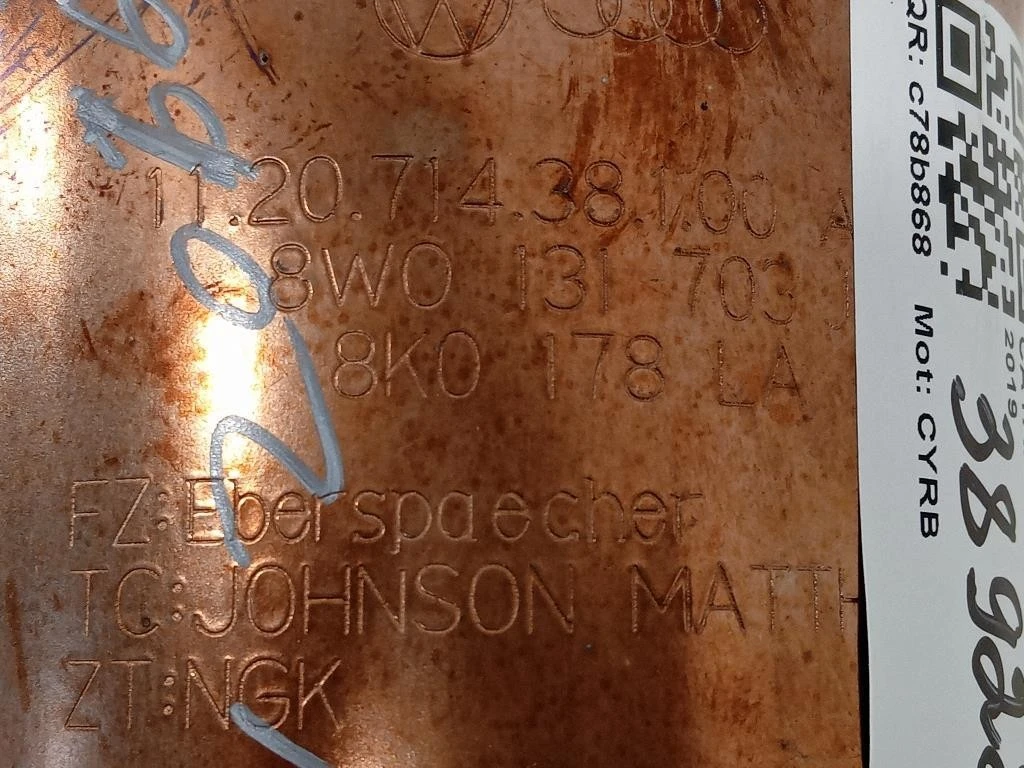 11.20.714.38.1.00
8W0 131 703 J
8K0 178 LA
FZ:Eberspaecher
TC:JOHNSON MATTH
ZT:NGK
QR: c78b868 Mot: CYRB
2019
38